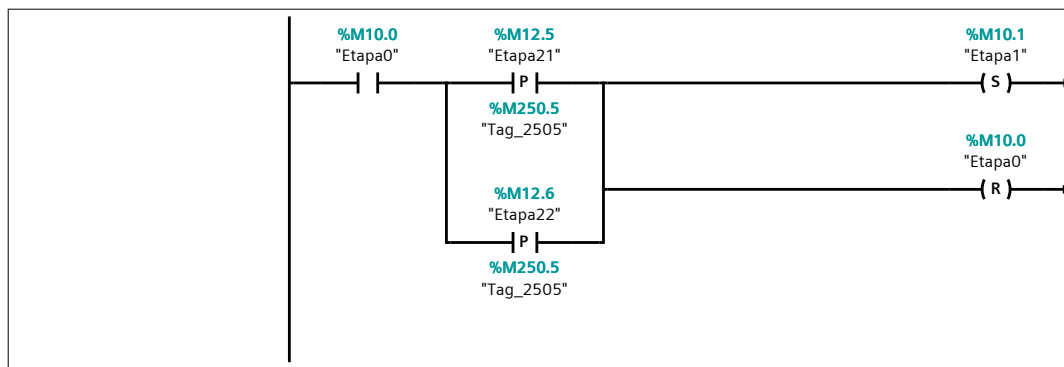 %M10.0
"Etapa0"
%M12.5
"Etapa21"
P
%M250.5
"Tag_2505"
%M10.1
"Etapa1"
S
%M10.0
"Etapa0"
R
%M12.6
"Etapa22"
P
%M250.5
"Tag_2505"